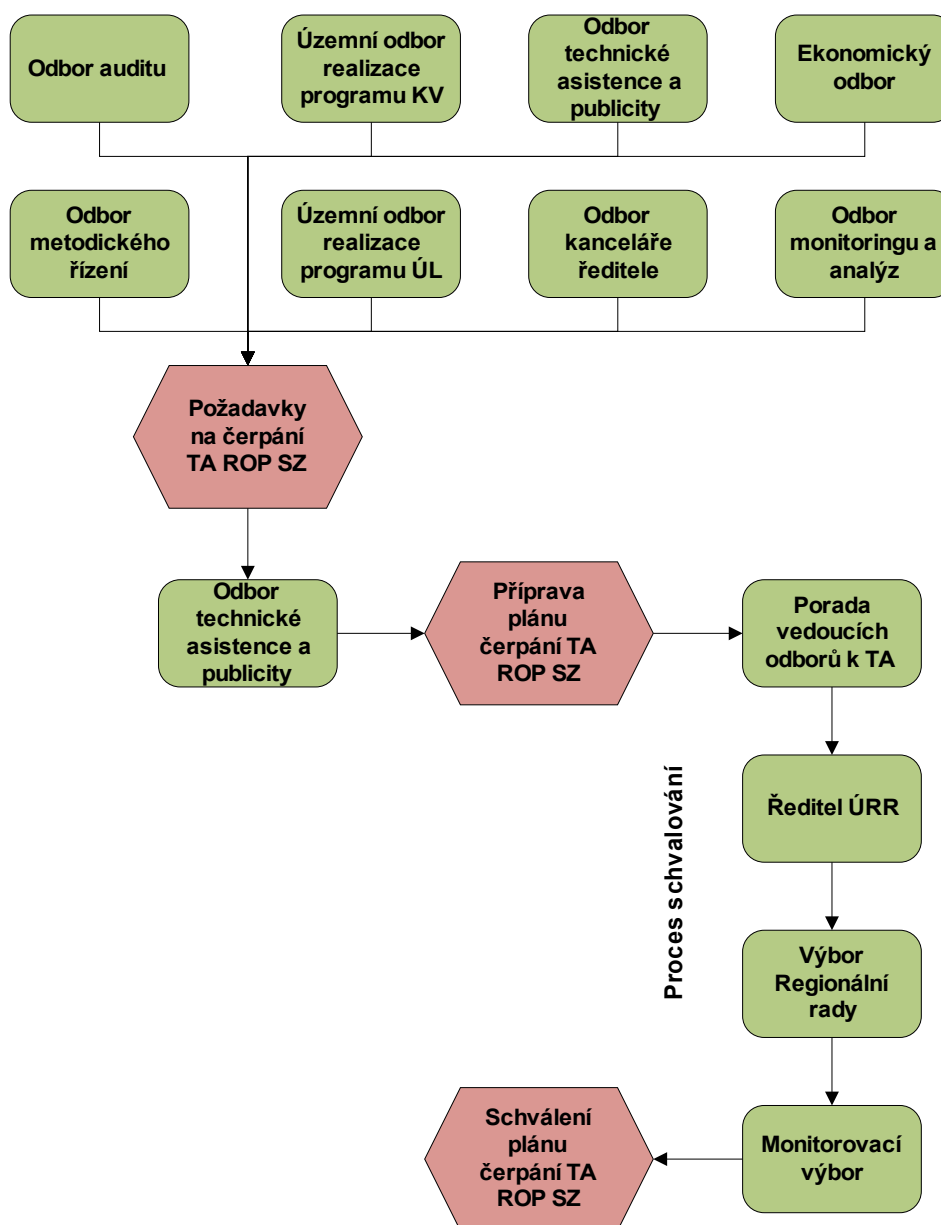 Odbor auditu
Územní odbor
realizace
programu KV
Odbor
technické
asistence a
publicity
Ekonomický
odbor
Odbor
metodického
řízení
Územní odbor
realizace
programu ÚL
Odbor
kanceláře
ředitele
Odbor
monitoringu a
analýz
Požadavky
na čerpání
TA ROP SZ
Odbor
technické
asistence a
publicity
Příprava
plánu
čerpání TA
ROP SZ
Porada
vedoucích
odborů k TA
Ředitel ÚRR
Proces schvalování
Výbor
Regionální
rady
Monitorovací
výbor
Schválení
plánu
čerpání TA
ROP SZ